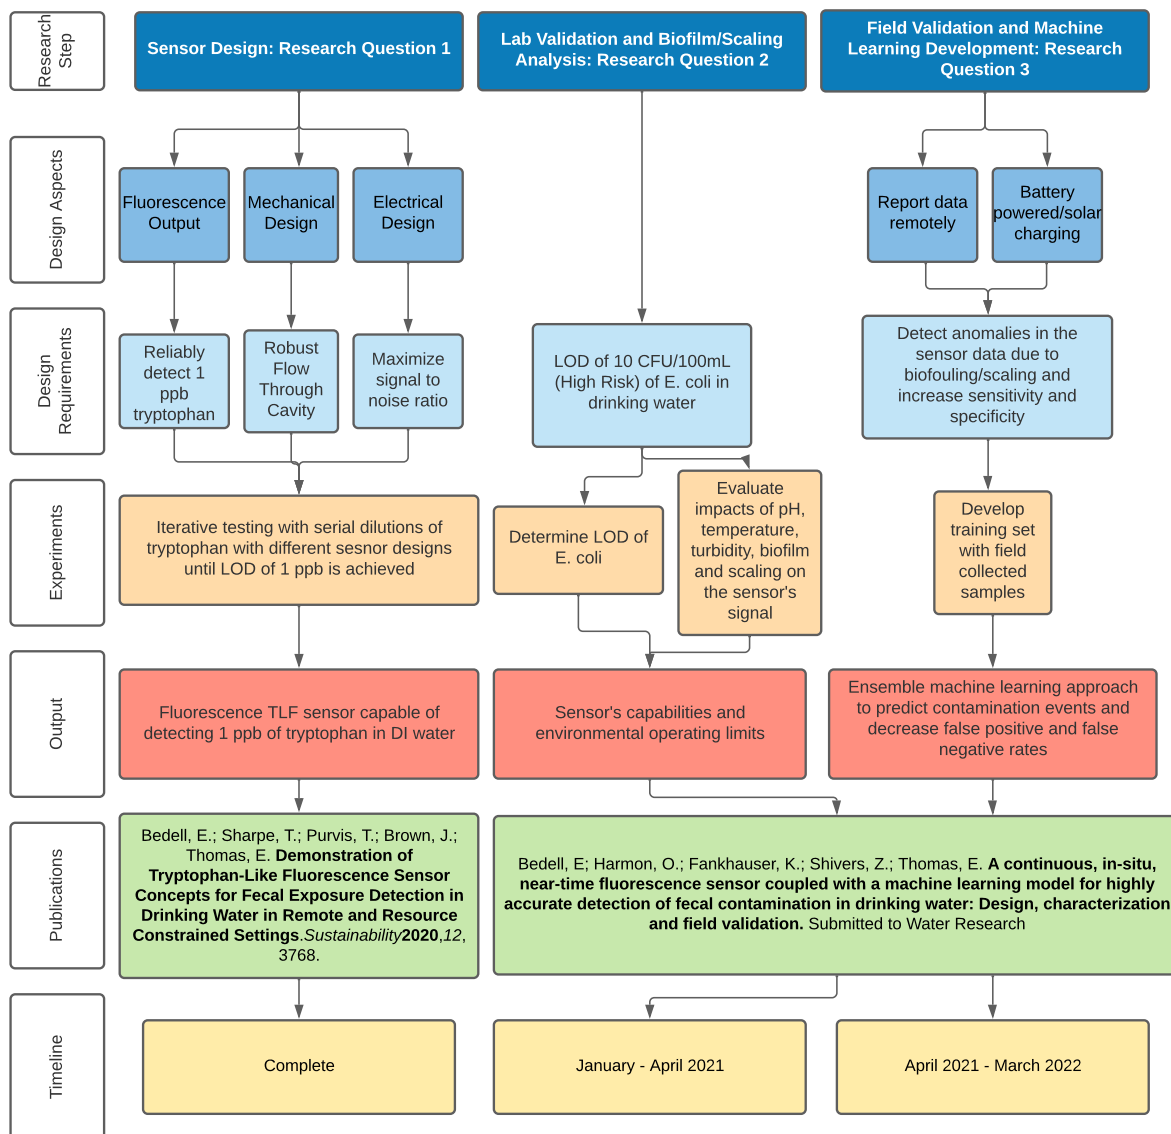 Research
Step
Sensor Design: Research Question 1
Lab Validation and Biofilm/Scaling
Analysis: Research Question 2
Field Validation and Machine
Learning Development: Research
Question 3
Design Aspects
Fluorescence
Output
Mechanical
Design
Electrical
Design
Report data
remotely
Battery
powered/solar
charging
Design
Requirements
Reliably
detect 1
ppb
tryptophan
Robust
Flow
Through
Cavity
Maximize
signal to
noise ratio
LOD of 10 CFU/100mL
(High Risk) of E. coli in
drinking water
Detect anomalies in the
sensor data due to
biofouling/scaling and
increase sensitivity and
specificity
Experiments
Iterative testing with serial dilutions of
tryptophan with different sesnor designs
until LOD of 1 ppb is achieved
Determine LOD of
E. coli
Evaluate
impacts of pH,
temperature,
turbidity, biofilm
and scaling on
the sensor's
signal
Develop
training set
with field
collected
samples
Output
Fluorescence TLF sensor capable of
detecting 1 ppb of tryptophan in DI water
Sensor's capabilities and
environmental operating limits
Ensemble machine learning approach
to predict contamination events and
decrease false positive and false
negative rates
Publications
Bedell, E.; Sharpe, T.; Purvis, T.; Brown, J.;
Thomas, E. Demonstration of
Tryptophan-Like Fluorescence Sensor
Concepts for Fecal Exposure Detection in
Drinking Water in Remote and Resource
Constrained Settings.Sustainability2020,12,
3768.
Bedell, E; Harmon, O.; Fankhauser, K.; Shivers, Z.; Thomas, E. A continuous, in-situ,
near-time fluorescence sensor coupled with a machine learning model for highly
accurate detection of fecal contamination in drinking water: Design, characterization
and field validation. Submitted to Water Research
Timeline
Complete
January - April 2021
April 2021 - March 2022